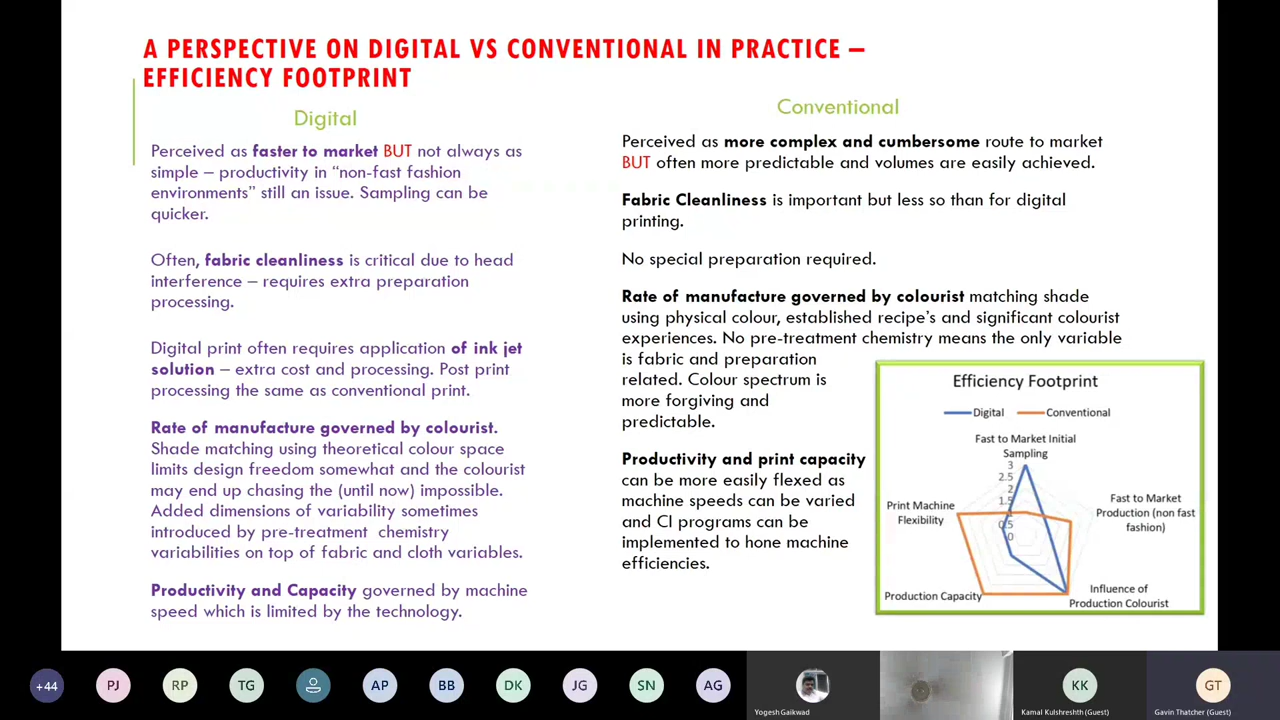 A PERSPECTIVE ON DIGITAL VS CONVENTIONAL IN PRACTICE –
EFFICIENCY FOOTPRINT
Digital
Perceived as faster to market BUT not always as
simple – productivity in “non-fast fashion
environments” still an issue. Sampling can be
quicker.
Often, fabric cleanliness is critical due to head
interference – requires extra preparation
processing.
Digital print often requires application of ink jet
solution – extra cost and processing. Post print
processing the same as conventional print.
Rate of manufacture governed by colourist.
Shade matching using theoretical colour space
limits design freedom somewhat and the colourist
may end up chasing the (until now) impossible.
Added dimensions of variability sometimes
introduced by pre-treatment chemistry
variabilities on top of fabric and cloth variables.
Productivity and Capacity governed by machine
speed which is limited by the technology.
Conventional
Perceived as more complex and cumbersome route to market
BUT often more predictable and volumes are easily achieved.
Fabric Cleanliness is important but less so than for digital
printing.
No special preparation required.
Rate of manufacture governed by colourist matching shade
using physical colour, established recipe’s and significant colourist
experiences. No pre-treatment chemistry means the only variable
is fabric and preparation
related. Colour spectrum is
more forgiving and
predictable.
Productivity and print capacity
can be more easily flexed as
machine speeds can be varied
and CI programs can be
implemented to hone machine
efficiencies.
Efficiency Footprint
Digital
Conventional
Fast to Market Initial
Sampling
3
2.5
2
1.5
1
0.5
0
Fast to Market
Production (non fast
fashion)
Influence of
Production Colourist
Production Capacity
Print Machine
Flexibility
+44
PJ
RP
TG
AP
BB
DK
JG
SN
AG
Yogesh Gaikwad
KK
Kamal Kulshreshth (Guest)
GT
Gavin Thatcher (Guest)